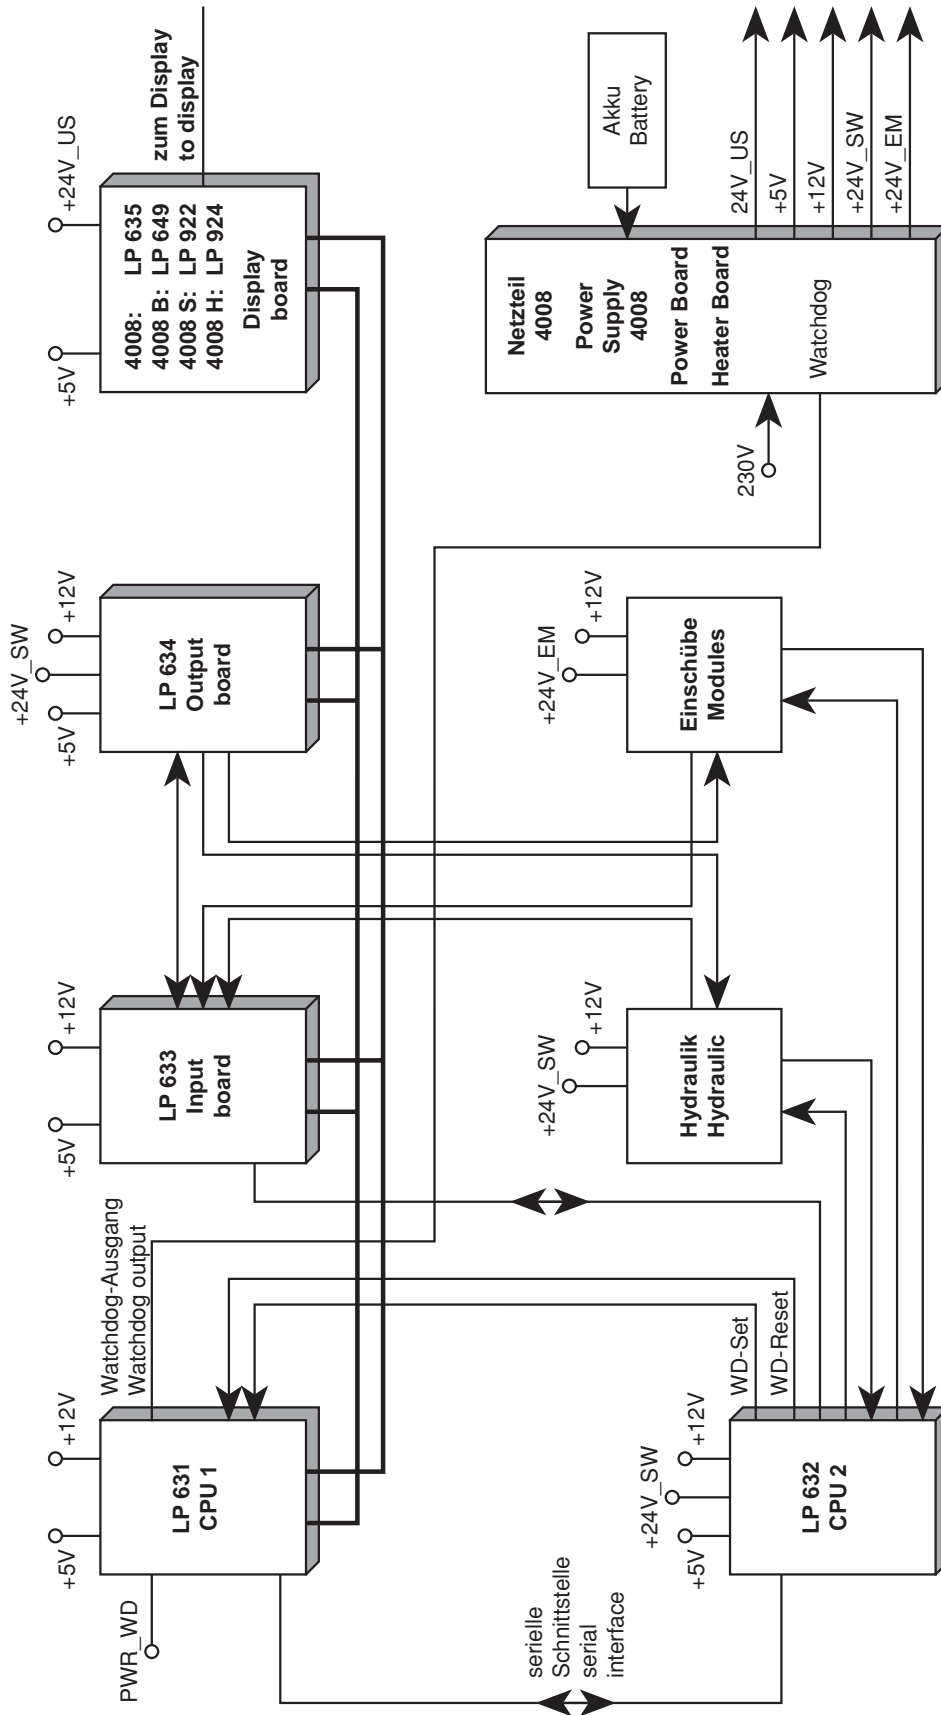 +5V
+24V_US
4008: LP 635
4008 B: LP 649
4008 S: LP 922
4008 H: LP 924
Display
board
zum Display
to display
+5V
+24V_SW
+12V
LP 634
Output
board
+5V
+12V
LP 633
Input
board
PWR_WD
+5V
+12V
LP 631
CPU 1
Watchdog-Ausgang
Watchdog output
serielle
Schnittstelle
serial
interface
+5V
+24V_SW
+12V
LP 632
CPU 2
WD-Set
WD-Reset
+24V_SW
+12V
Hydraulik
Hydraulic
+24V_EM
+12V
Einschübe
Modules
230V
Netzteil
4008
Power
Supply
4008
Power Board
Heater Board
Watchdog
Akku
Battery
24V_US
+5V
+12V
+24V_SW
+24V_EM